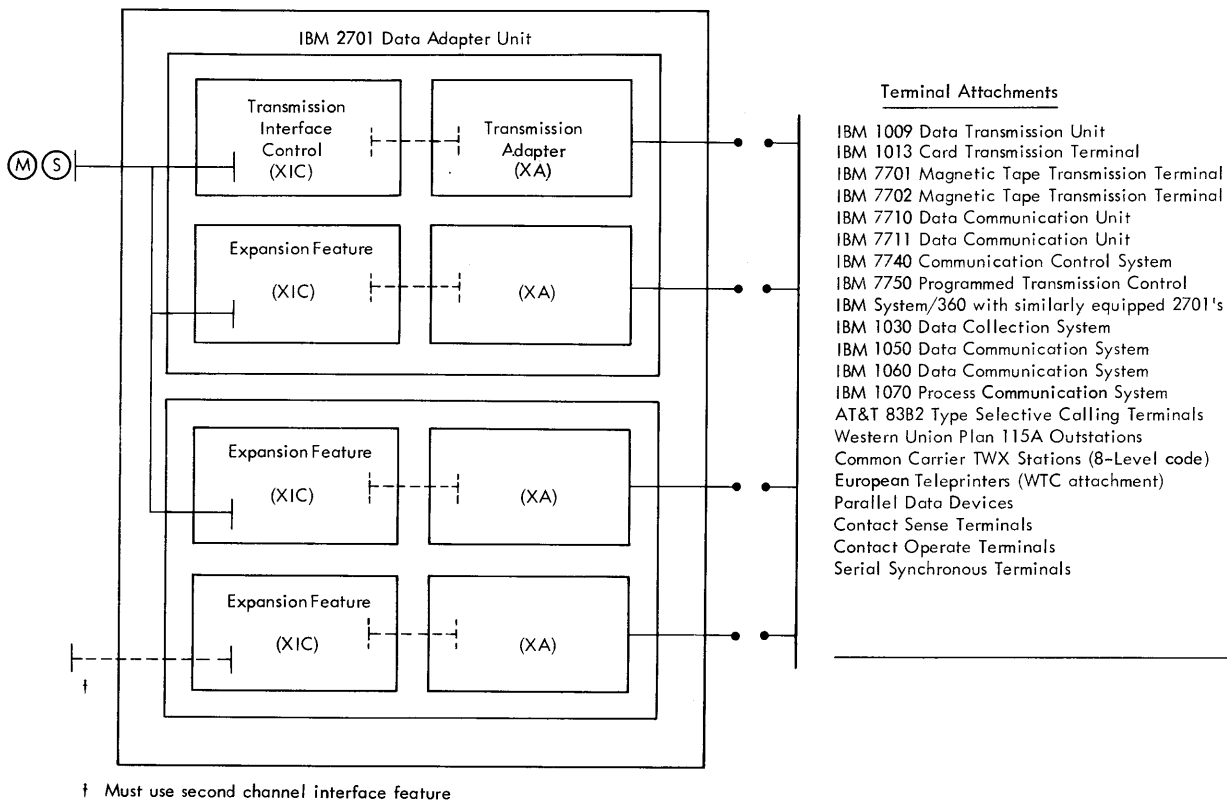 IBM 2701 Data Adapter Unit
Transmission
Interface
Control
(XIC)
Transmission
Adapter
(XA)
M S
Expansion Feature
(XIC)
(XA)
Expansion Feature
(XIC)
(XA)
Expansion Feature
(XIC)
(XA)
†
† Must use second channel interface feature
Terminal Attachments
IBM 1009 Data Transmission Unit
IBM 1013 Card Transmission Terminal
IBM 7701 Magnetic Tape Transmission Terminal
IBM 7702 Magnetic Tape Transmission Terminal
IBM 7710 Data Communication Unit
IBM 7711 Data Communication Unit
IBM 7740 Communication Control System
IBM 7750 Programmed Transmission Control
IBM System/360 with similarly equipped 2701's
IBM 1030 Data Collection System
IBM 1050 Data Communication System
IBM 1060 Data Communication System
IBM 1070 Process Communication System
AT&T 83B2 Type Selective Calling Terminals
Western Union Plan 115A Outstations
Common Carrier TWX Stations (8-Level code)
European Teleprinters (WTC attachment)
Parallel Data Devices
Contact Sense Terminals
Contact Operate Terminals
Serial Synchronous Terminals